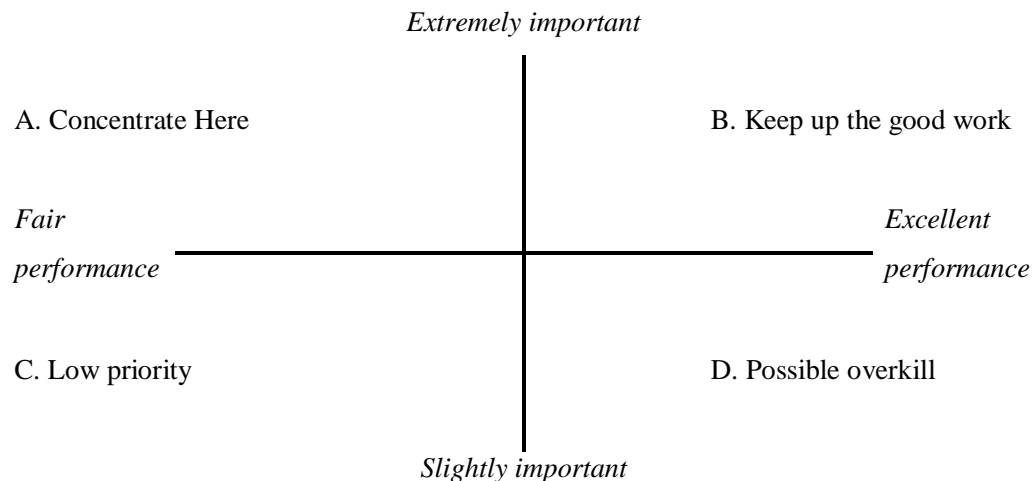 Extremely important
A. Concentrate Here
B. Keep up the good work
Fair
performance
Excellent
performance
C. Low priority
D. Possible overkill
Slightly important